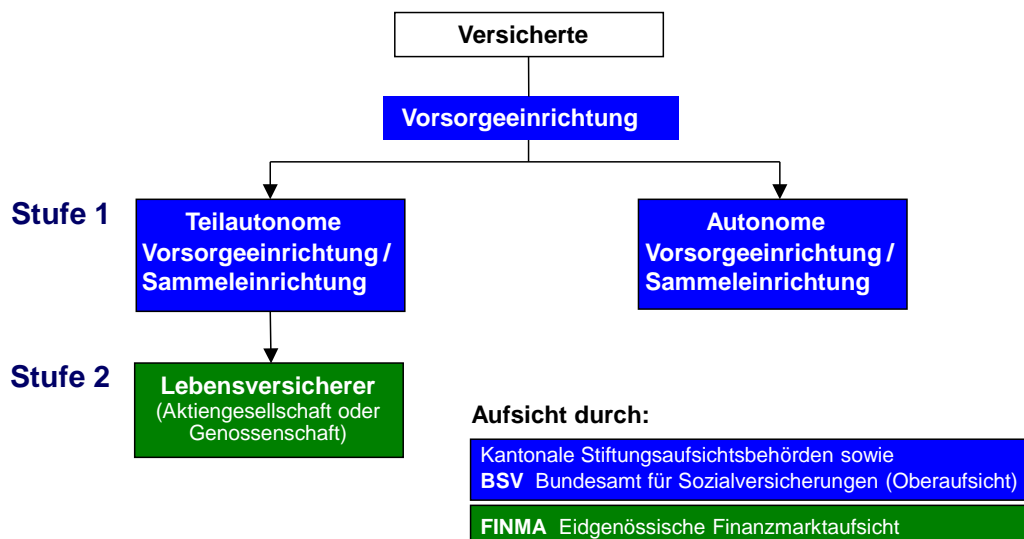 Versicherte
Vorsorgeeinrichtung
Stufe 1
Teilautonome
Vorsorgeeinrichtung /
Sammeleinrichtung
Autonome
Vorsorgeeinrichtung /
Sammeleinrichtung
Stufe 2
Lebensversicherer
(Aktiengesellschaft oder
Genossenschaft)
Aufsicht durch:
Kantonale Stiftungsaufsichtsbehörden sowie
BSV Bundesamt für Sozialversicherungen (Oberaufsicht)
FINMA Eidgenössische Finanzmarktaufsicht